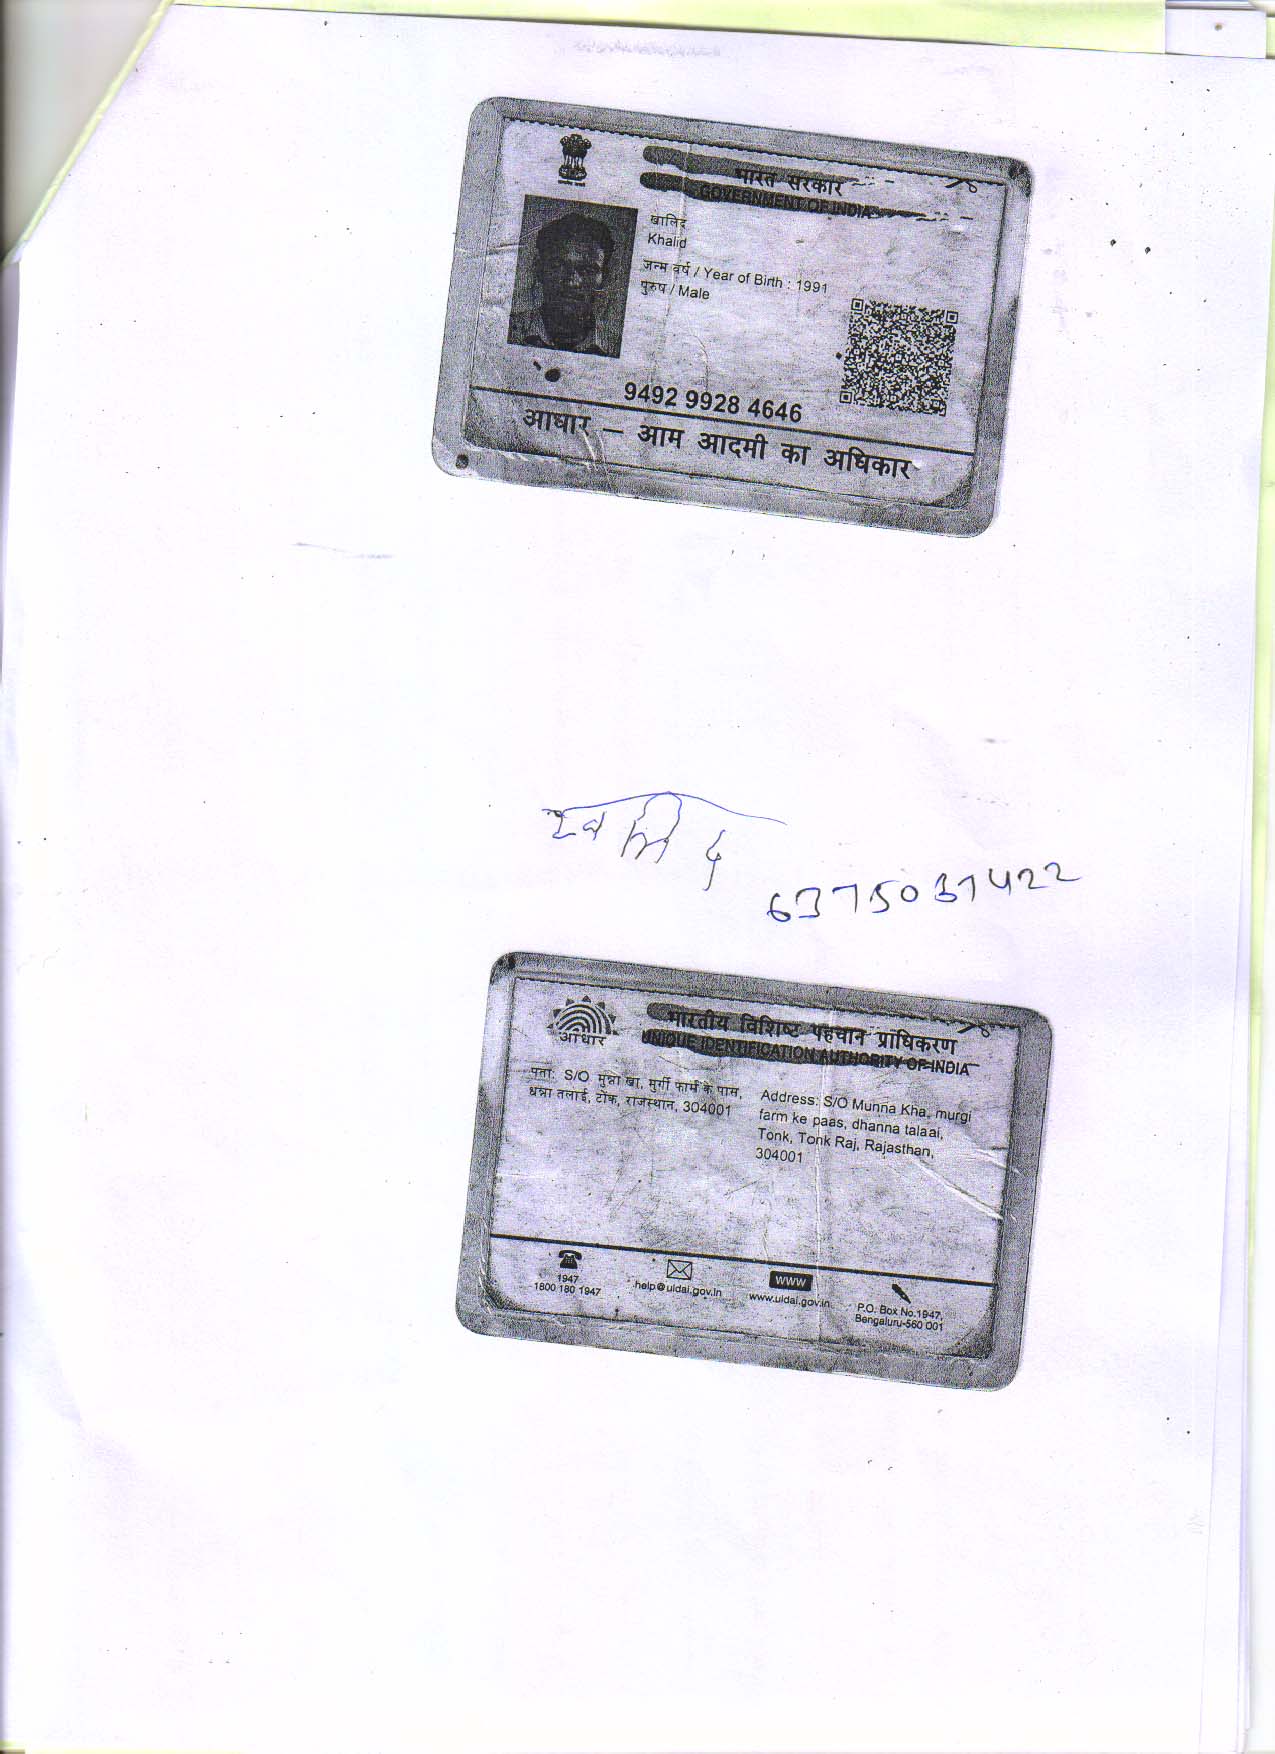 भारत सरकार
GOVERNMENT OF INDIA
खालिद
Khalid
जन्म वर्ष / Year of Birth : 1991
पुरुष / Male
9492 9928 4646
आधार – आम आदमी का अधिकार
खालिद
6375031422
भारतीय विशिष्ट पहचान प्राधिकरण
UNIQUE IDENTIFICATION AUTHORITY OF INDIA
आधार
पता: S/O मुन्ना खा, मुर्गी फार्म के पास,
धन्ना तलाई, टोंक, राजस्थान, 304001
Address: S/O Munna Kha, murgi
farm ke paas, dhanna talaai,
Tonk, Tonk Raj, Rajasthan,
304001
1947
1800 180 1947
help@uidai.gov.in
www
www.uidai.gov.in
P.O. Box No.1947,
Bengaluru-560 001